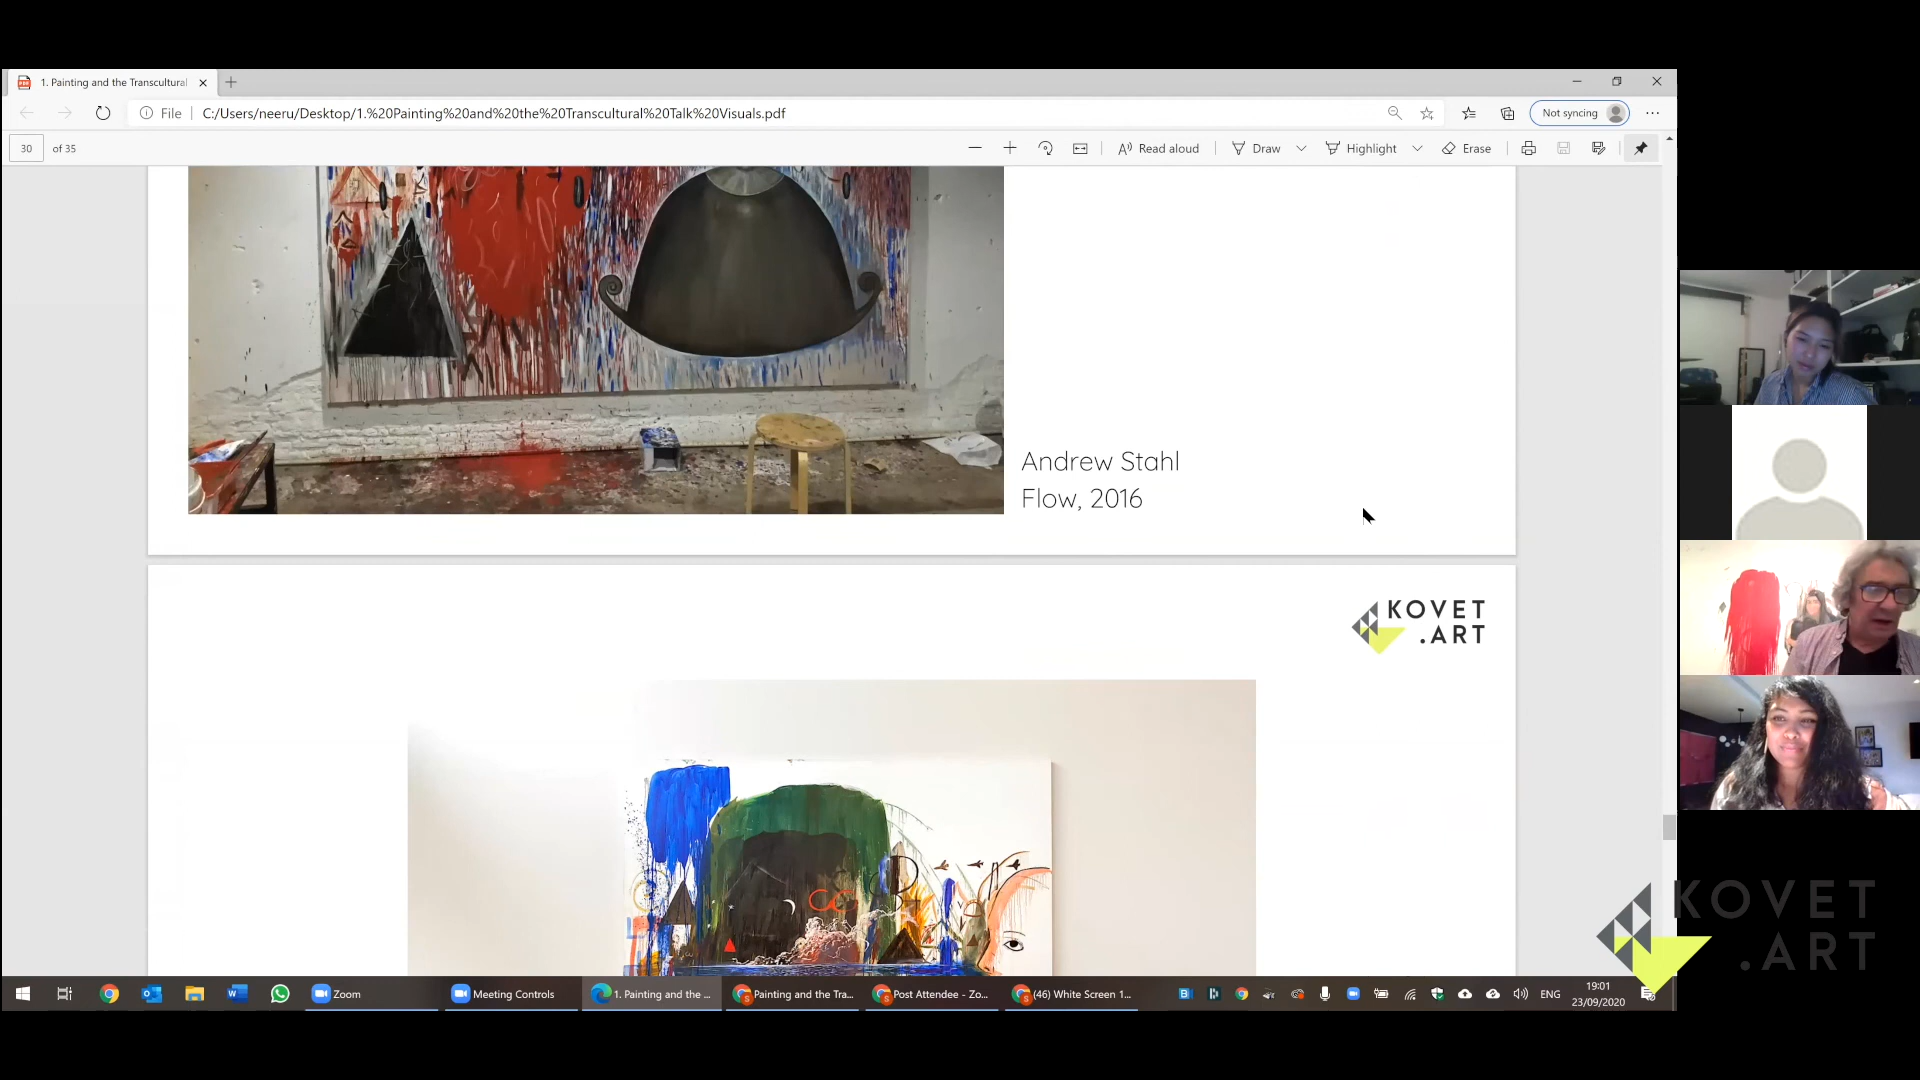 1. Painting and the Transcultural
File
C:/Users/neeru/Desktop/1.%20Painting%20and%20the%20Transcultural%20Talk%20Visuals.pdf
Not syncing
30 of 35
Read aloud
Draw
Highlight
Erase
Andrew Stahl
Flow, 2016
KOVET
.ART
KOVET
.ART
Zoom
Meeting Controls
1. Painting and the ...
Painting and the Tra...
Post Attendee - Zo...
(46) White Screen 1...
ENG
19:01
23/09/2020